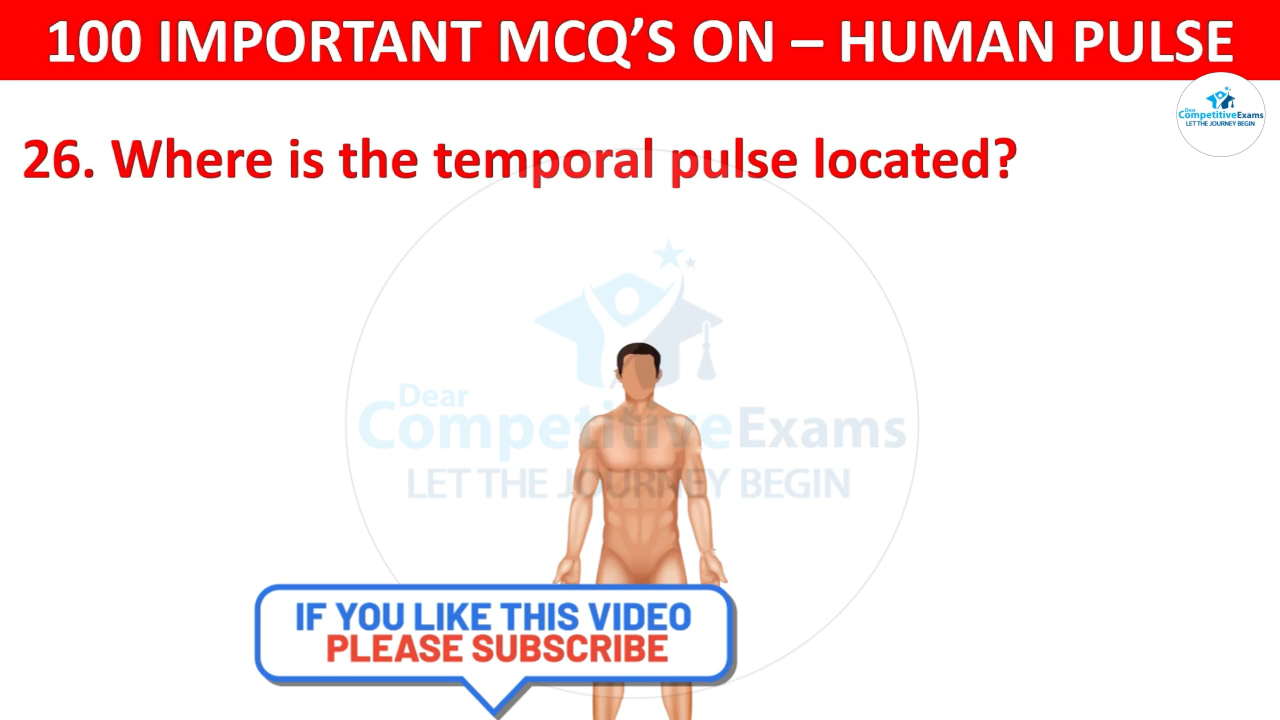 100 IMPORTANT MCQ’S ON – HUMAN PULSE
Dear
CompetitiveExams
LET THE JOURNEY BEGIN
26. Where is the temporal pulse located?
Dear
CompetitiveExams
LET THE JOURNEY BEGIN
IF YOU LIKE THIS VIDEO
PLEASE SUBSCRIBE